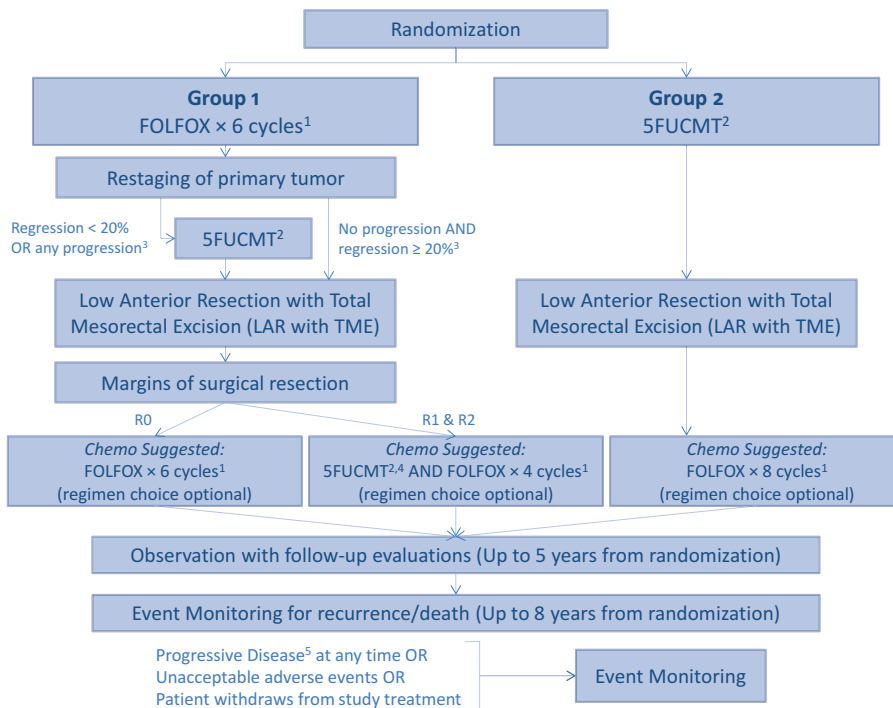 Randomization
Group 1
FOLFOX × 6 cycles¹
Group 2
5FUCMT²
Restaging of primary tumor
Regression < 20%
OR any progression³
5FUCMT²
No progression AND
regression ≥ 20%³
Low Anterior Resection with Total
Mesorectal Excision (LAR with TME)
Low Anterior Resection with Total
Mesorectal Excision (LAR with TME)
Margins of surgical resection
R0
R1 & R2
Chemo Suggested:
FOLFOX × 6 cycles¹
(regimen choice optional)
Chemo Suggested:
5FUCMT²,⁴ AND FOLFOX × 4 cycles¹
(regimen choice optional)
Chemo Suggested:
FOLFOX × 8 cycles¹
(regimen choice optional)
Observation with follow-up evaluations (Up to 5 years from randomization)
Event Monitoring for recurrence/death (Up to 8 years from randomization)
Progressive Disease⁵ at any time OR
Unacceptable adverse events OR
Patient withdraws from study treatment
Event Monitoring